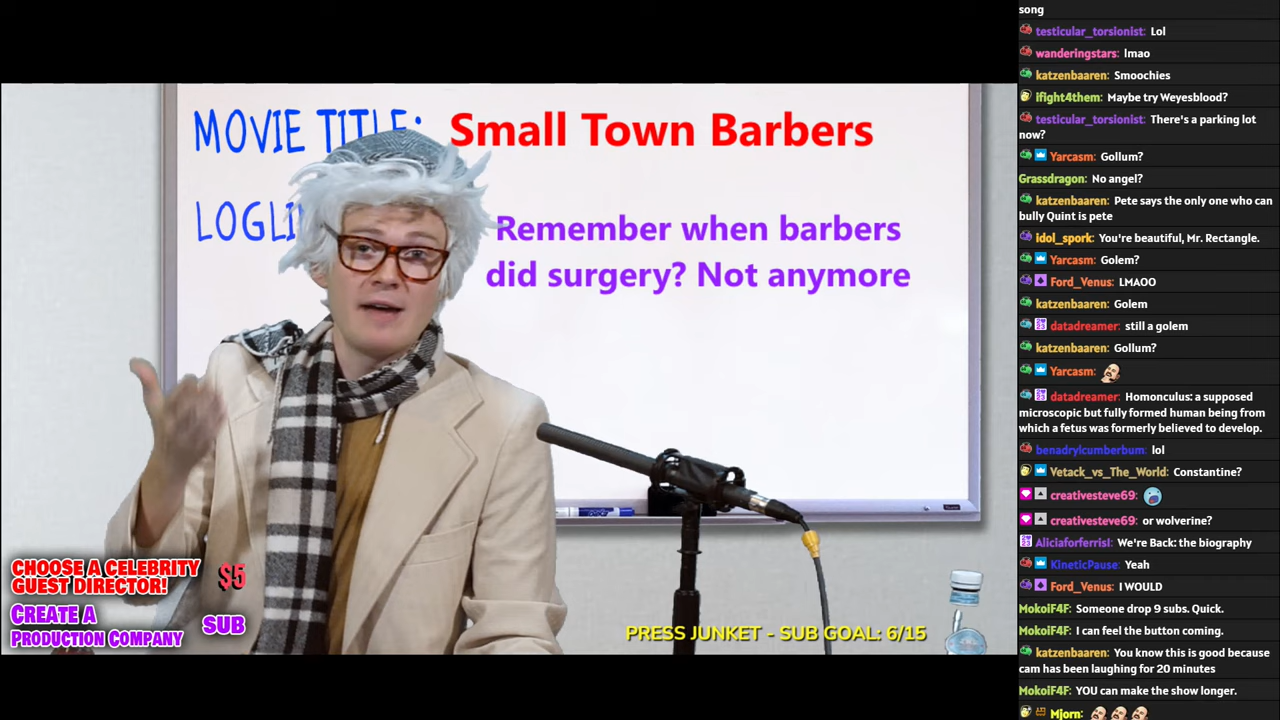 MOVIE TITLE:
Small Town Barbers
Remember when barbers
did surgery? Not anymore
CHOOSE A CELEBRITY
GUEST DIRECTOR!
$5
CREATE A
PRODUCTION COMPANY
SUB
PRESS JUNKET - SUB GOAL: 6/15
song
testicular_torsionist: Lol
wanderingstars: lmao
katzenbaaren: Smoochies
ifight4them: Maybe try Weyesblood?
testicular_torsionist: There's a parking lot
now?
Yarcasm: Gollum?
Grassdragon: No angel?
katzenbaaren: Pete says the only one who can
bully Quint is pete
idol_spork: You're beautiful, Mr. Rectangle.
Yarcasm: Golem?
Ford_Venus: LMAOO
katzenbaaren: Golem
datadreamer: still a golem
katzenbaaren: Gollum?
Yarcasm:
datadreamer: Homonculus: a supposed
microscopic but fully formed human being from
which a fetus was formerly believed to develop.
benadrylcumberbum: lol
Vetack_vs_The_World: Constantine?
creativesteve69:
creativesteve69: or wolverine?
Aliciaforferrisl: We're Back: the biography
KineticPause: Yeah
Ford_Venus: I WOULD
MokoiF4F: Someone drop 9 subs. Quick.
MokoiF4F: I can feel the button coming.
katzenbaaren: You know this is good because
cam has been laughing for 20 minutes
MokoiF4F: YOU can make the show longer.
Mjorn: